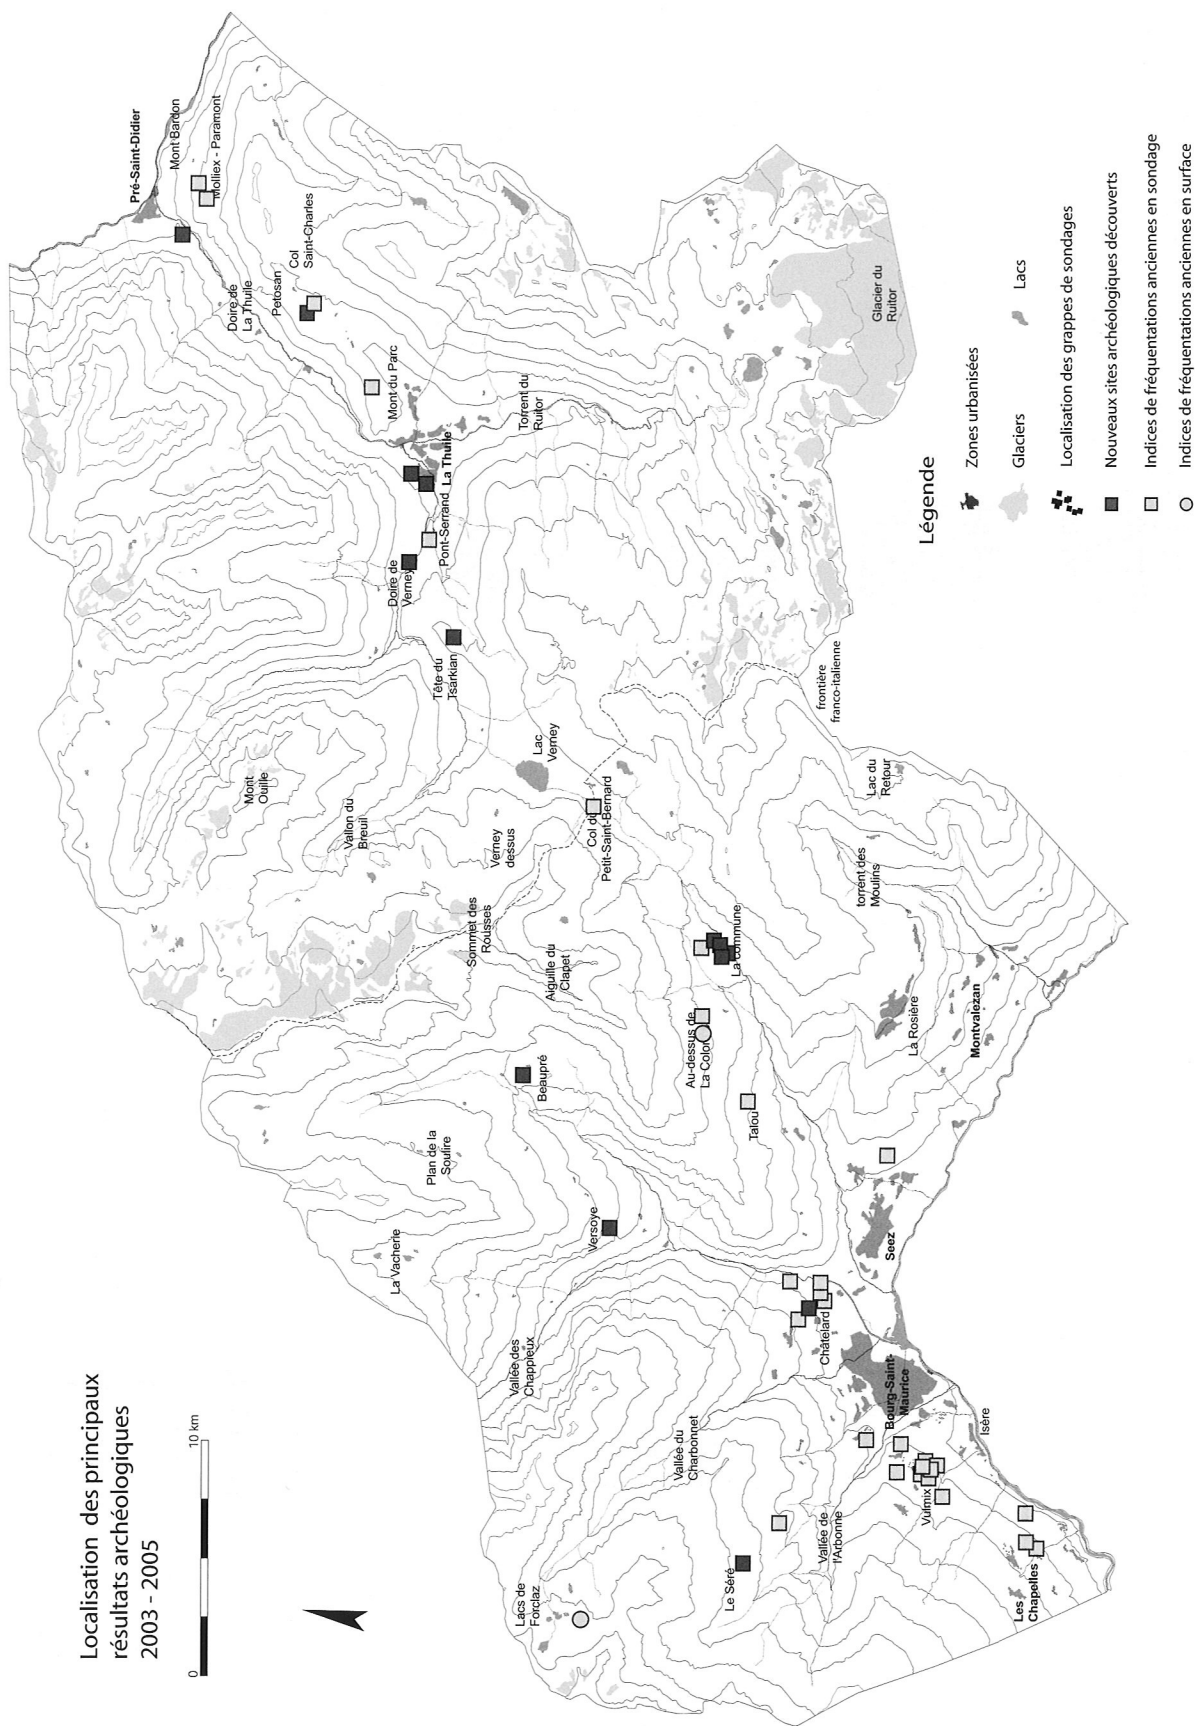 Localisation des principaux
résultats archéologiques
2003 - 2005
0
10 km
Pré-Saint-Didier
Mont Bardon
Molliex - Paramont
Doire de
La Thuile
Petosan
Col
Saint-Charles
Mont du Parc
Torrent du
Ruitor
Glacier du
Ruitor
La Thuile
Pont-Serrand
Doire de
Verney
Tête du
Tsarkian
Mont
Ouille
Vallon du
Breuil
Lac
Verney
Verney
dessus
Col du
Petit-Saint-Bernard
frontière
franco-italienne
Lac du
Retour
torrent des
Moulins
Sommet des
Rousses
Aiguille du
Clapet
La commune
Au-dessus de
La Colon
Beaupré
Talou
La Rosière
Montvalezan
Plan de la
Soulire
La Vacherie
Versoye
Seez
Vallée des
Chappieux
Châtelard
Bourg-Saint-
Maurice
Isère
Vallée du
Charbonnet
Vulmix
Vallée de
l'Arbonne
Le Séré
Lacs de
Forclaz
Les
Chapelles
Légende
Zones urbanisées
Glaciers
Lacs
Localisation des grappes de sondages
Nouveaux sites archéologiques découverts
Indices de fréquentations anciennes en sondage
Indices de fréquentations anciennes en surface